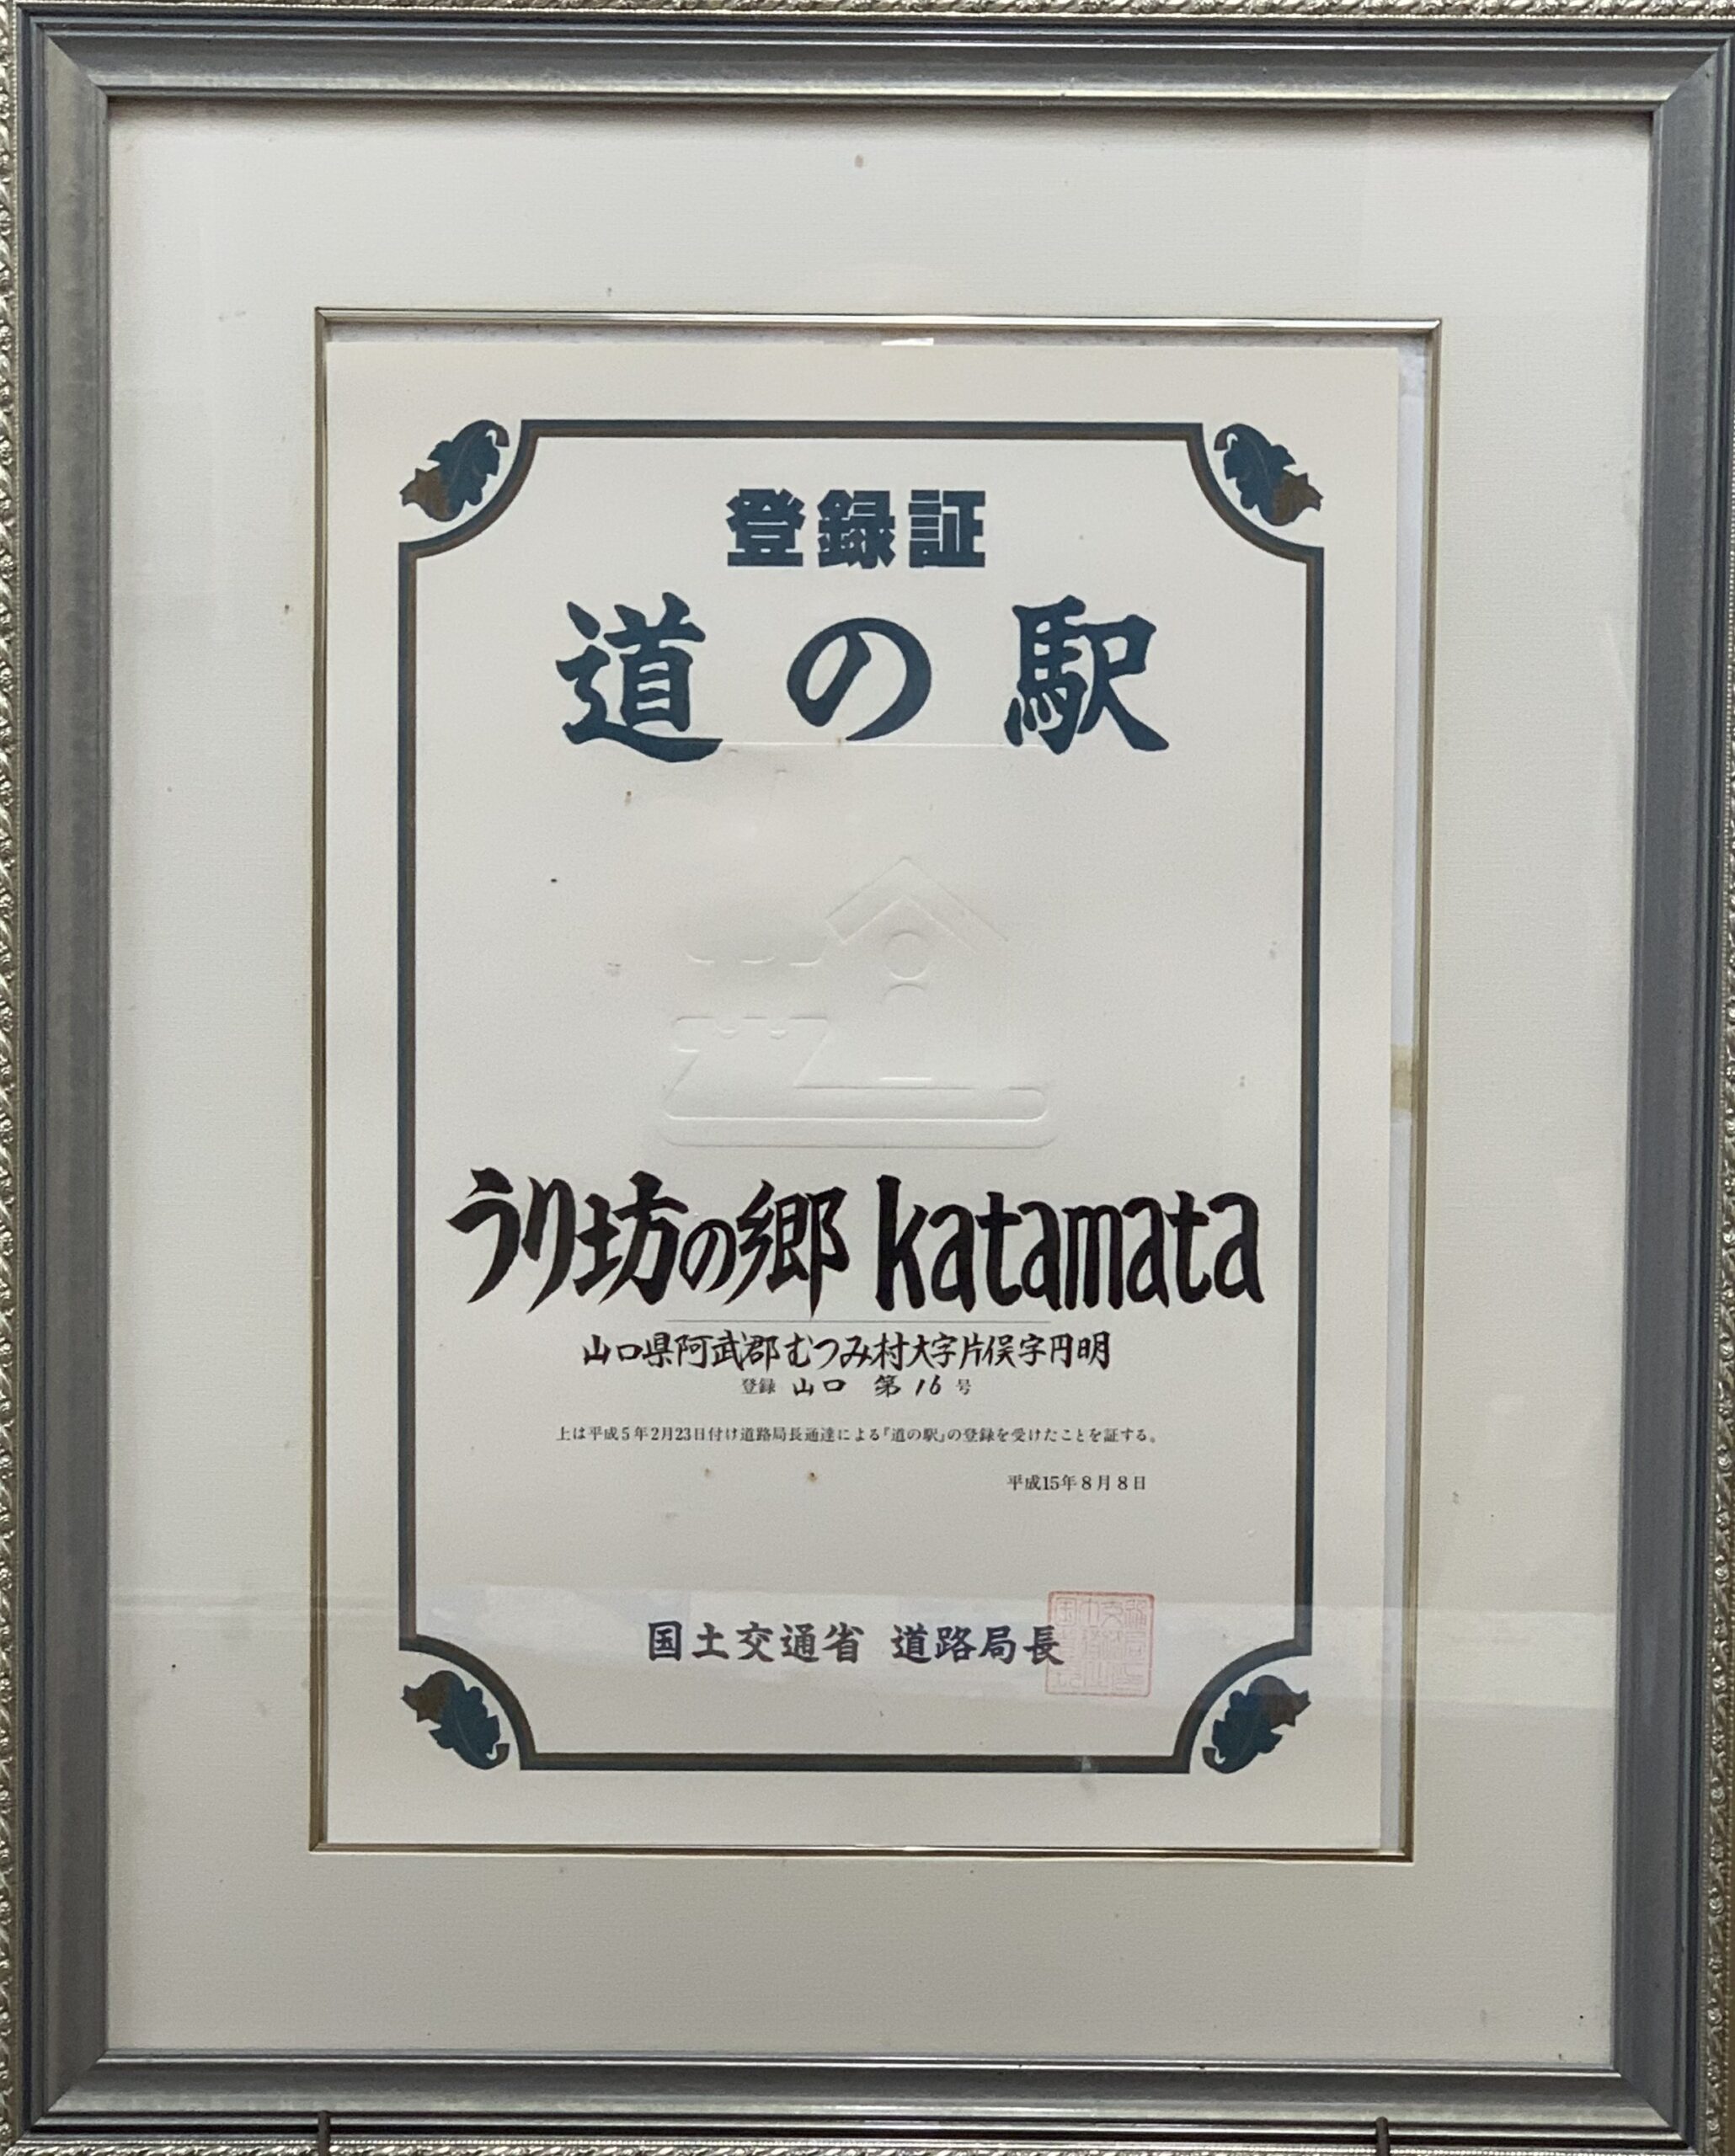 登録証
道の駅
うり坊の郷 katamata
山口県阿武郡むつみ村大字片俣字円明
登録 山口 第16号
上は平成5年2月23日付け道路局長通達による『道の駅』の登録を受けたことを証する。
平成15年8月8日
国土交通省 道路局長